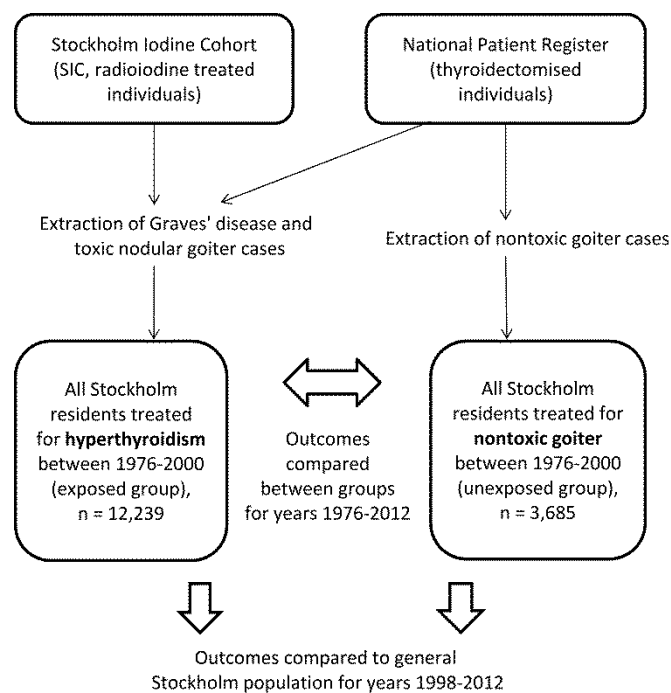 Stockholm Iodine Cohort
(SIC, radioiodine treated
individuals)
National Patient Register
(thyroidectomised
individuals)
Extraction of Graves' disease and
toxic nodular goiter cases
Extraction of nontoxic goiter cases
All Stockholm
residents treated
for hyperthyroidism
between 1976-2000
(exposed group),
n = 12,239
Outcomes
compared
between groups
for years 1976-2012
All Stockholm
residents treated for
nontoxic goiter
between 1976-2000
(unexposed group),
n = 3,685
Outcomes compared to general
Stockholm population for years 1998-2012